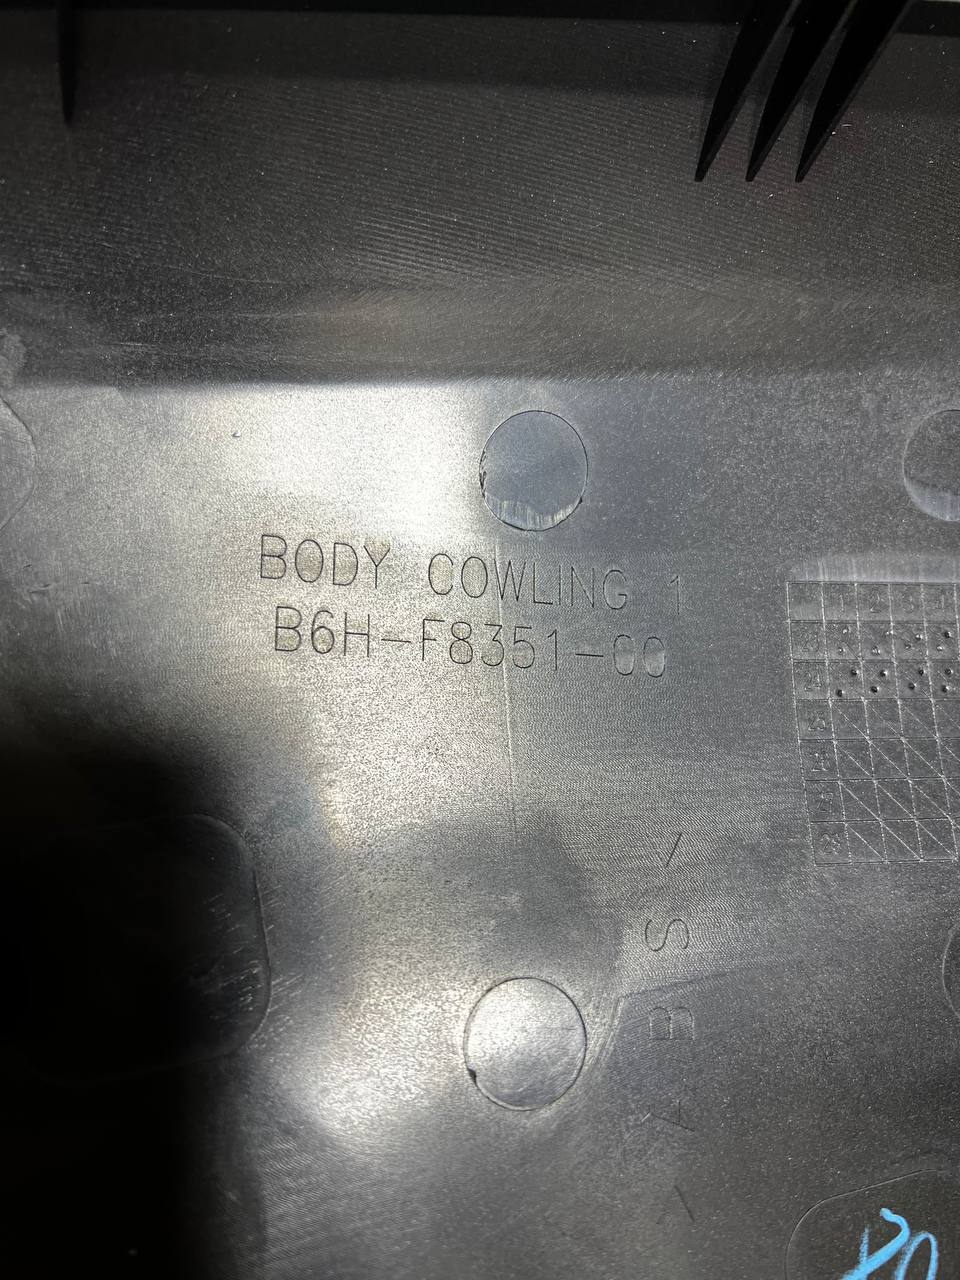 BODY COWLING 1
B6H-F8351-00
>ABS<